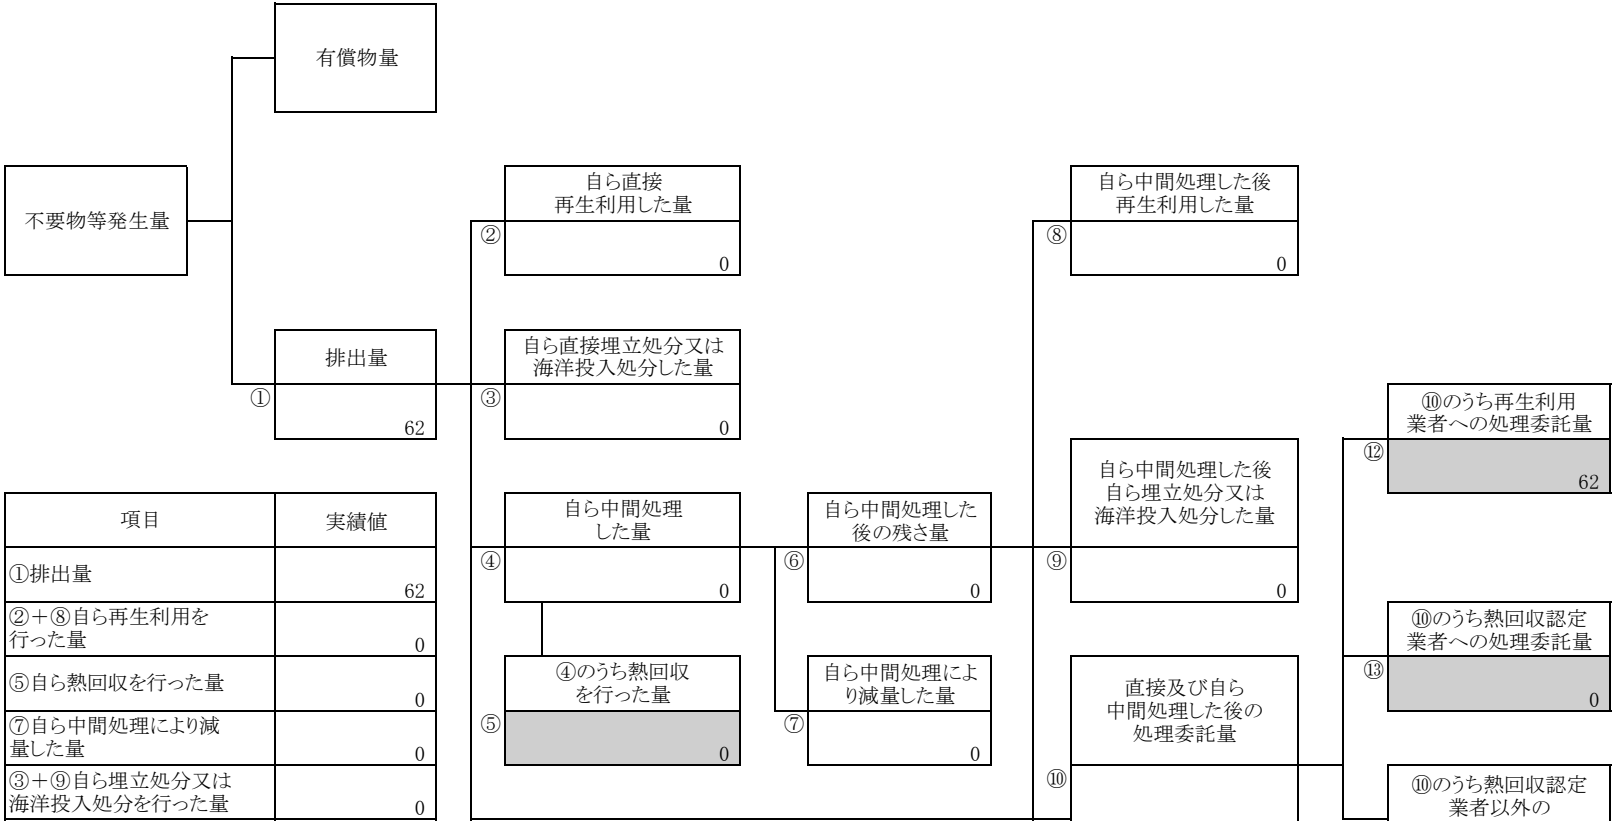 有償物量
不要物等発生量
自ら直接
再生利用した量
②
0
自ら中間処理した後
再生利用した量
⑧
0
排出量
①
62
自ら直接埋立処分又は
海洋投入処分した量
③
0
⑩のうち再生利用
業者への処理委託量
⑫
62
自ら中間処理した後
自ら埋立処分又は
海洋投入処分した量
⑨
0
自ら中間処理
した量
④
0
自ら中間処理した
後の残さ量
⑥
0
項目
実績値
①排出量
62
②+⑧自ら再生利用を
行った量
0
⑤自ら熱回収を行った量
0
⑦自ら中間処理により減
量した量
0
③+⑨自ら埋立処分又は
海洋投入処分を行った量
0
④のうち熱回収
を行った量
⑤
0
自ら中間処理によ
り減量した量
⑦
0
直接及び自ら
中間処理した後の
処理委託量
⑩
⑩のうち熱回収認定
業者への処理委託量
⑬
0
⑩のうち熱回収認定
業者以外の